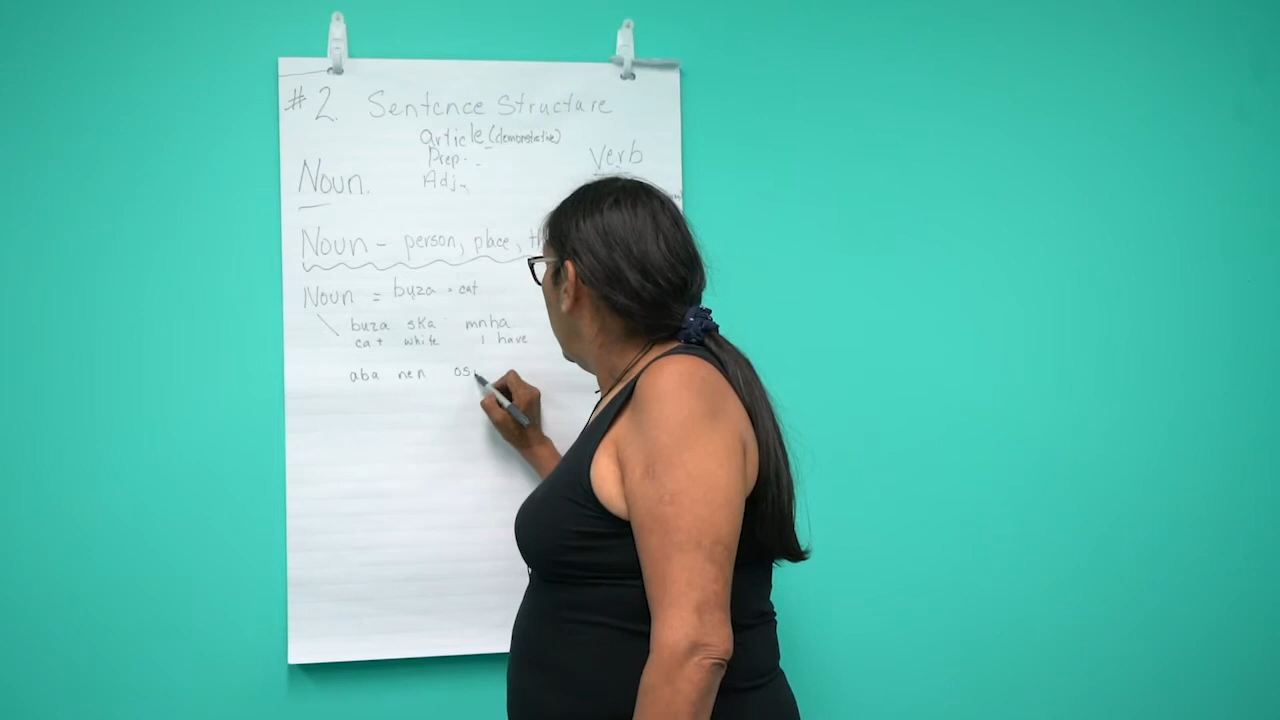 #2. Sentence Structure
article (demonstrative)
Prep.
Verb
Noun.
Adj.
Noun - person, place,
Noun = buza = cat
buza ska mnha
cat white I have
aba nen os